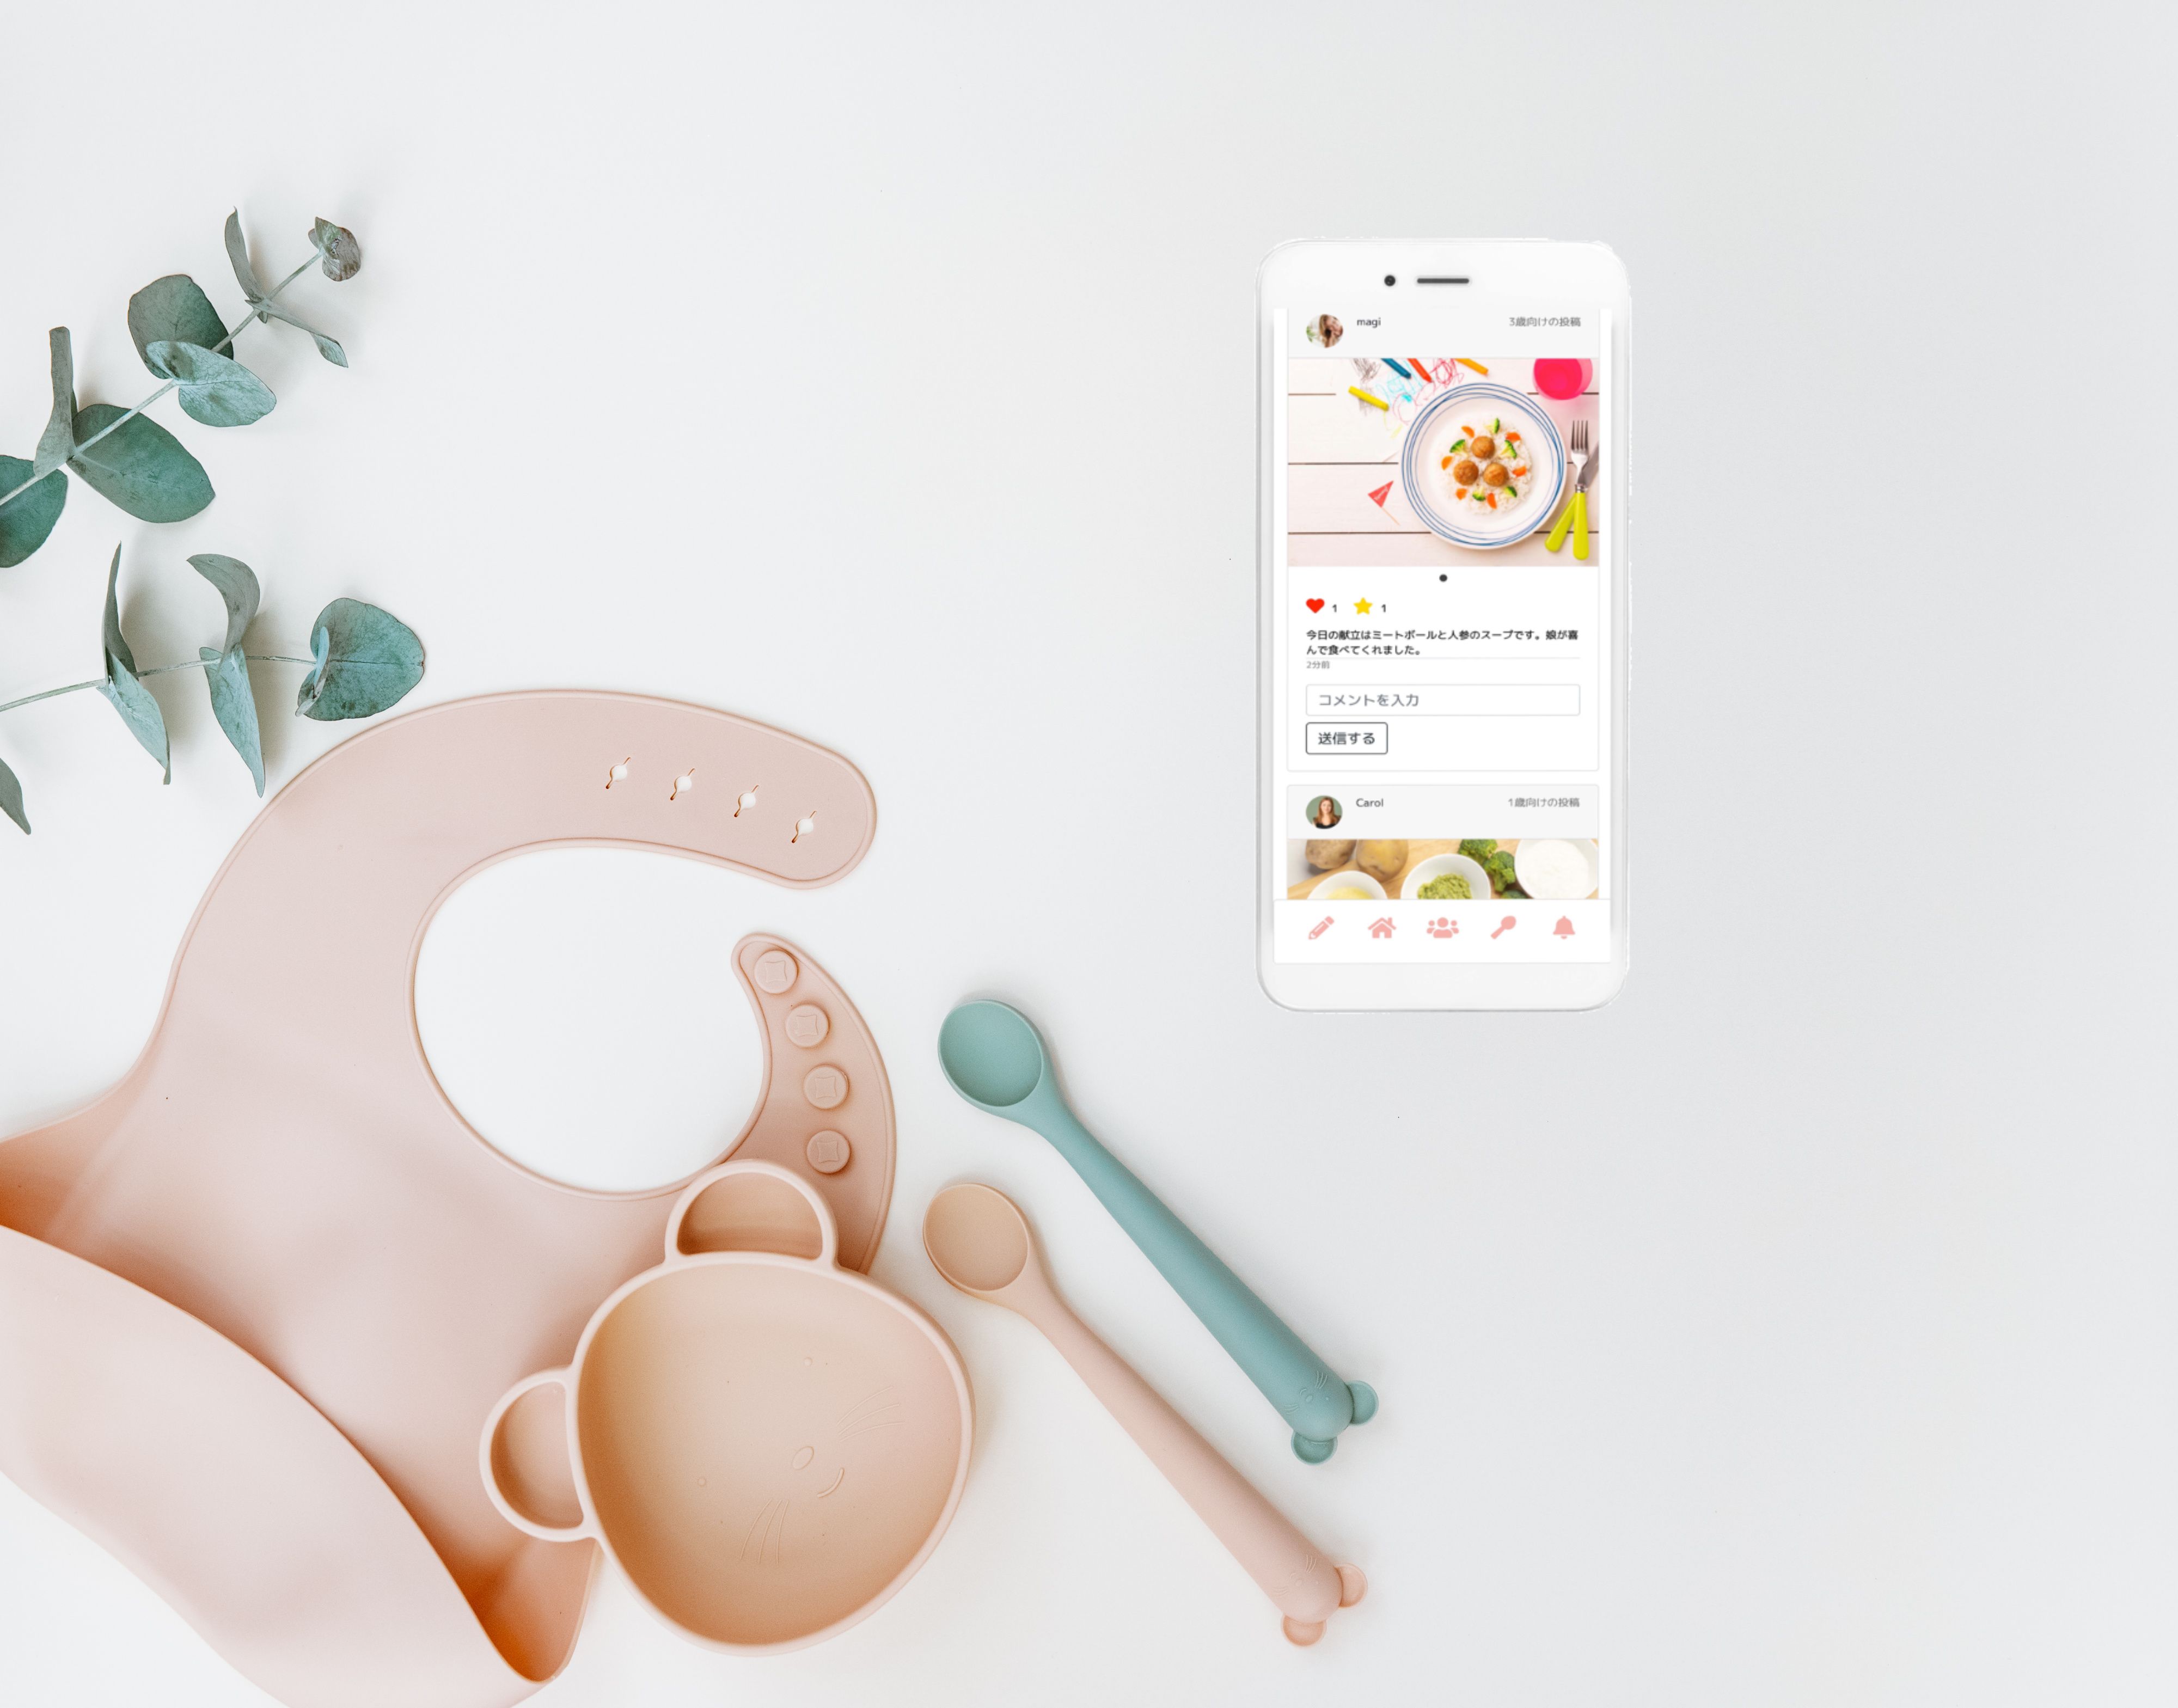 magi
3歳向けの投稿
1 1
今日の献立はミートボールと人参のスープです。娘が喜
んで食べてくれました。
2分前
コメントを入力
送信する
Carol
1歳向けの投稿